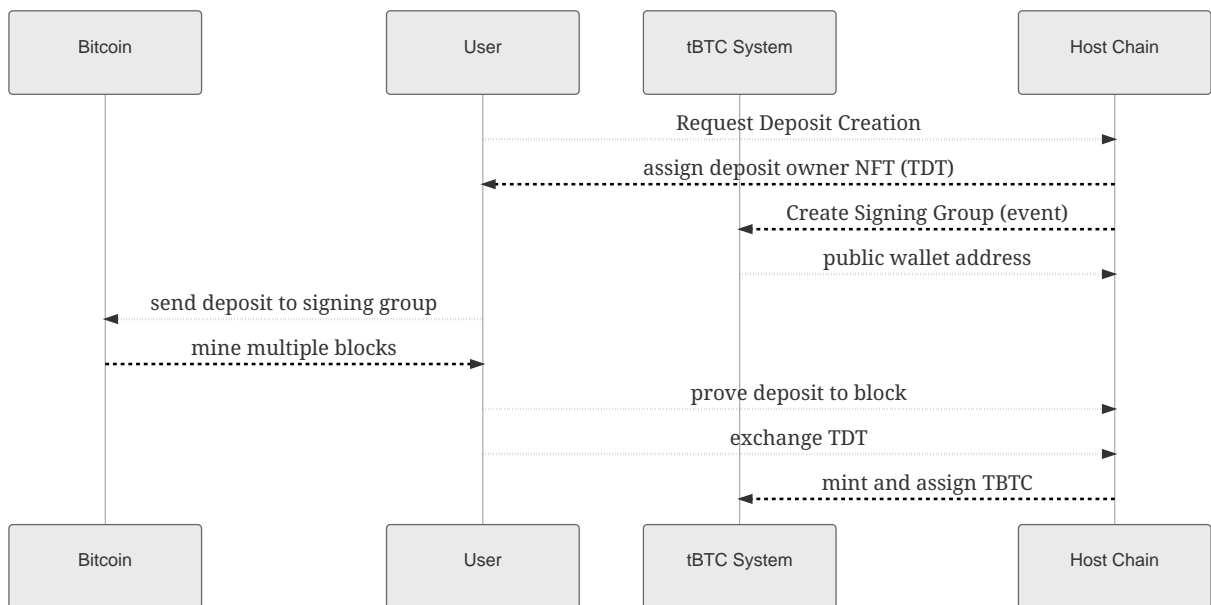 Bitcoin
User
tBTC System
Host Chain
Request Deposit Creation
assign deposit owner NFT (TDT)
Create Signing Group (event)
public wallet address
send deposit to signing group
mine multiple blocks
prove deposit to block
exchange TDT
mint and assign TBTC
Bitcoin
User
tBTC System
Host Chain